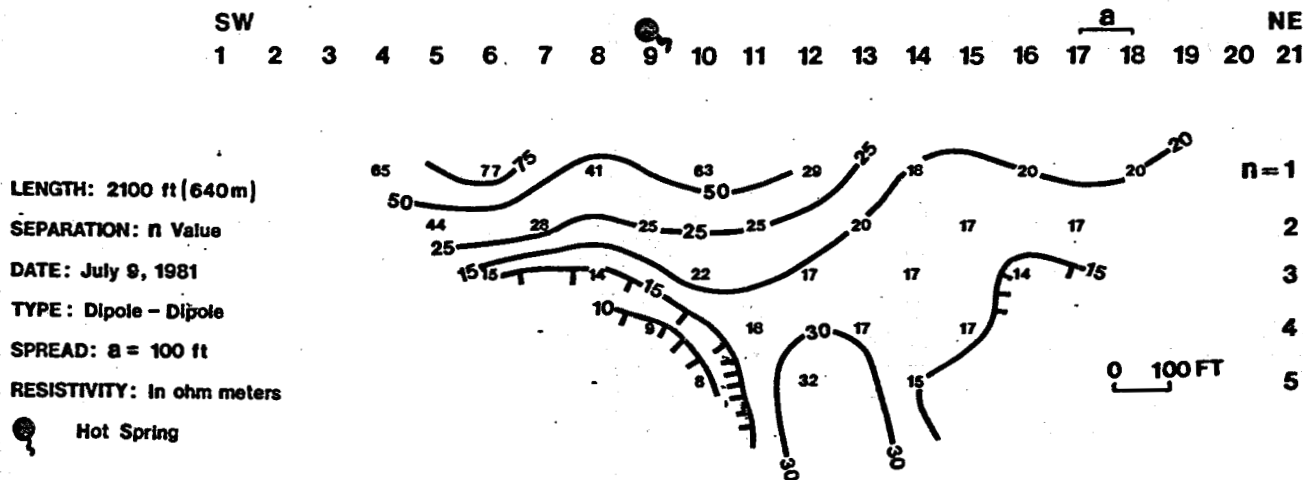 SW a NE
1 2 3 4 5 6 7 8 9 10 11 12 13 14 15 16 17 18 19 20 21
65 77 75 41 63 29 25 18 20 20 20 n=1
LENGTH: 2100 ft (640m)
50 50
SEPARATION: n Value
44 28 25 25 25 20 17 17 2
25
DATE: July 9, 1981
15 15 14 15 22 17 17 14 15 3
TYPE: Dipole - Dipole
10 9 18 30 17 17 4
SPREAD: a = 100 ft
8 32 15 0 100 FT 5
RESISTIVITY: In ohm meters
Hot Spring
30 30